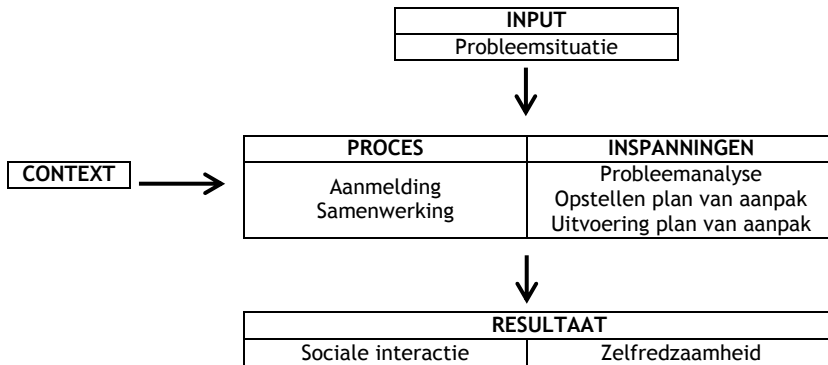 INPUT
Probleemsituatie
PROCES
INSPANNINGEN
CONTEXT
Aanmelding
Samenwerking
Probleemanalyse
Opstellen plan van aanpak
Uitvoering plan van aanpak
RESULTAAT
Sociale interactie
Zelfredzaamheid